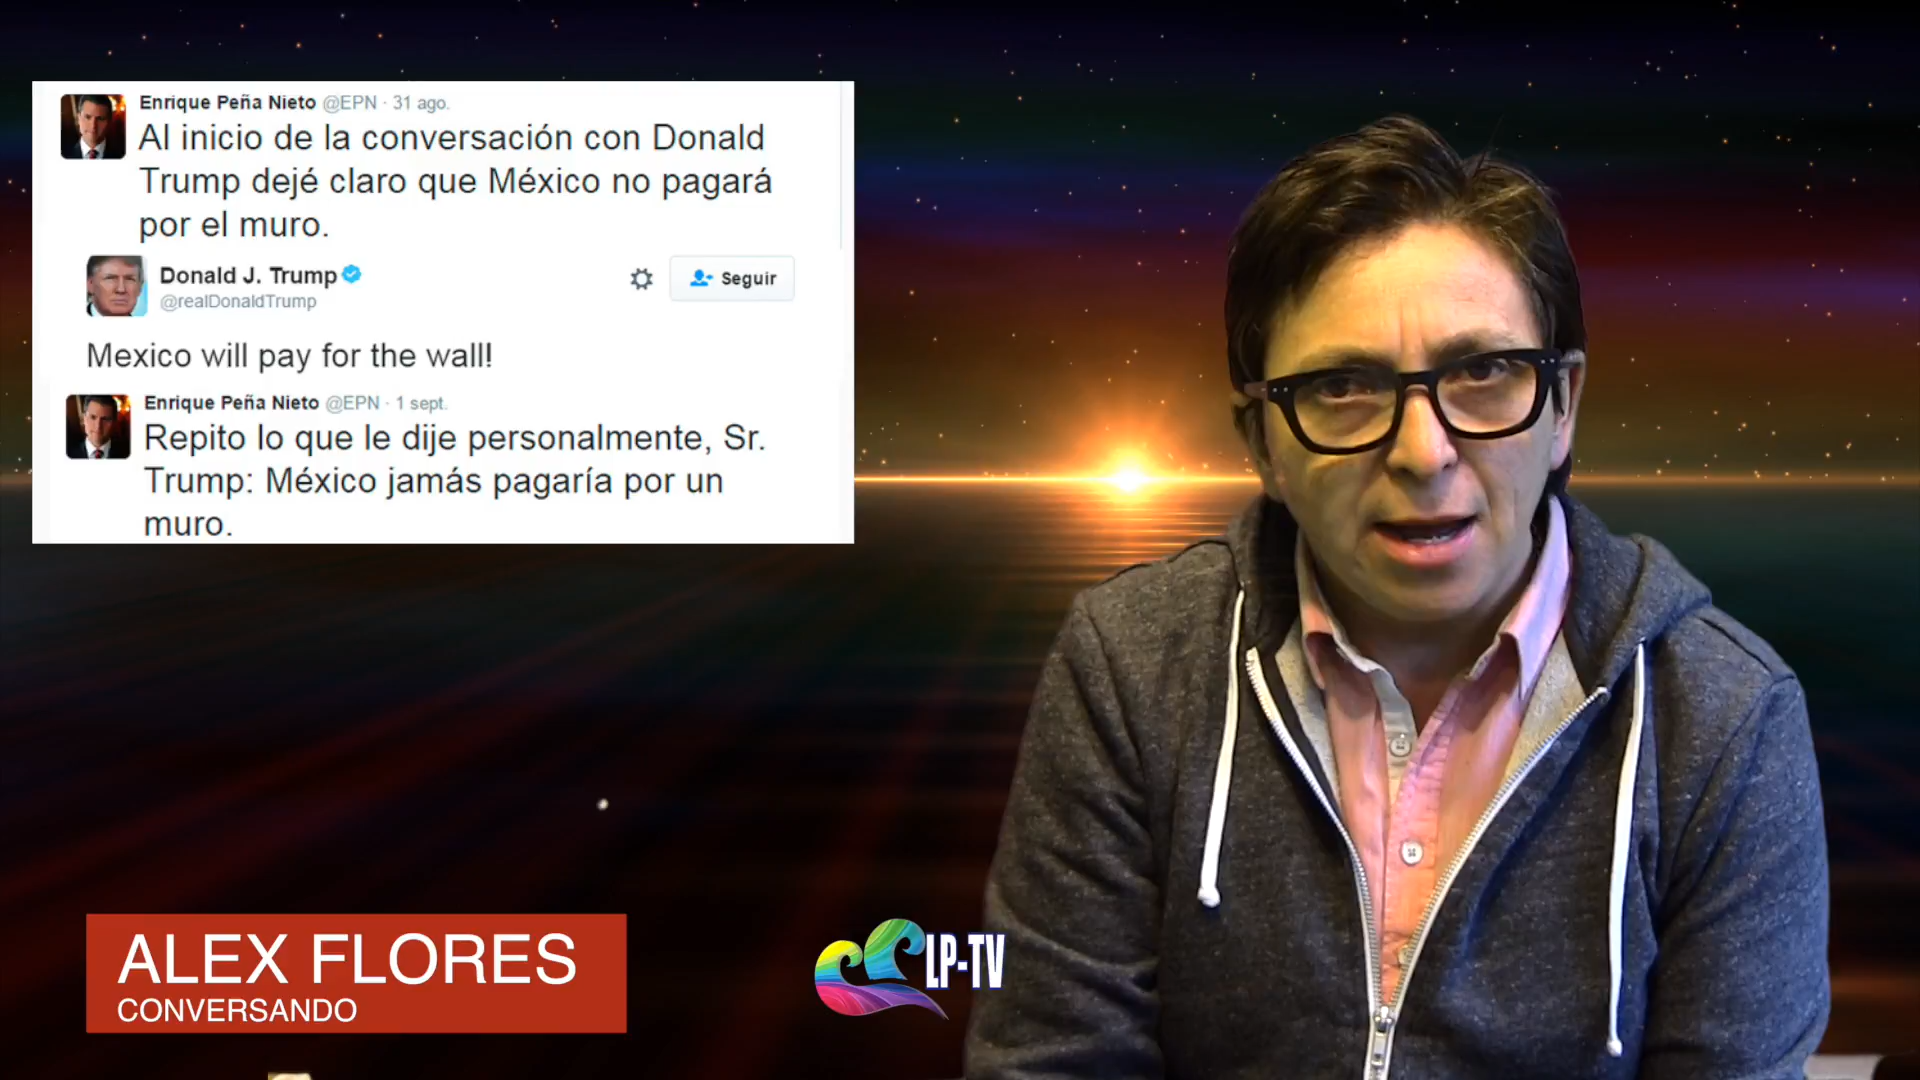 Enrique Peña Nieto @EPN · 31 ago.
Al inicio de la conversación con Donald
Trump dejé claro que México no pagará
por el muro.
Donald J. Trump
@realDonaldTrump
Seguir
Mexico will pay for the wall!
Enrique Peña Nieto @EPN · 1 sept.
Repito lo que le dije personalmente, Sr.
Trump: México jamás pagaría por un
muro.
ALEX FLORES
CONVERSANDO
LP-TV